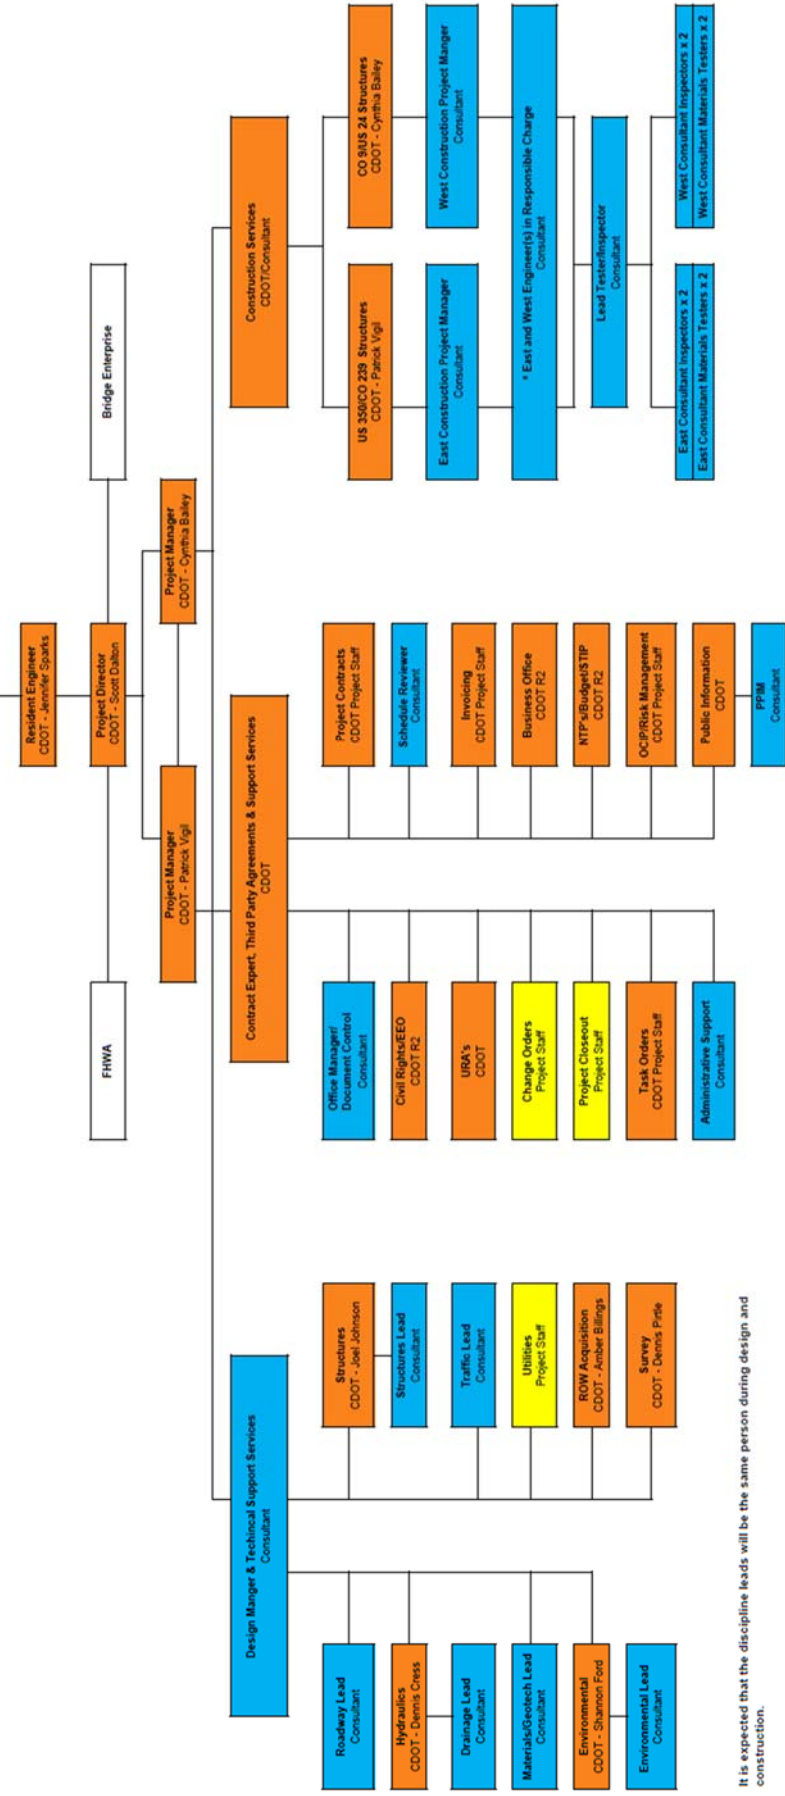 Resident Engineer
CDOT - Jennifer Sparks
FHWA
Project Director
CDOT - Scott Dalton
Bridge Enterprise
Project Manager
CDOT - Patrick Vigil
Project Manager
CDOT - Cynthia Bailey
Design Manger & Techincal Support Services
Consultant
Contract Expert, Third Party Agreements & Support Services
CDOT
Construction Services
CDOT/Consultant
Roadway Lead
Consultant
Hydraulics
CDOT - Dennis Cress
Drainage Lead
Consultant
Materials/Geotech Lead
Consultant
Environmental
CDOT - Shannon Ford
Environmental Lead
Consultant
Structures
CDOT - Joel Johnson
Structures Lead
Consultant
Traffic Lead
Consultant
Utilities
Project Staff
ROW Acquisition
CDOT - Amber Billings
Survey
CDOT - Dennis Pirtle
Office Manager/
Document Control
Consultant
Civil Rights/EEO
CDOT R2
URA's
CDOT
Change Orders
Project Staff
Project Closeout
Project Staff
Task Orders
CDOT Project Staff
Administrative Support
Consultant
Project Contracts
CDOT Project Staff
Schedule Reviewer
Consultant
Invoicing
CDOT Project Staff
Business Office
CDOT R2
NTP's/Budget/STIP
CDOT R2
OCIP/Risk Management
CDOT Project Staff
Public Information
CDOT
PPIM
Consultant
US 350/CO 239 Structures
CDOT - Patrick Vigil
CO 9/US 24 Structures
CDOT - Cynthia Bailey
East Construction Project Manager
Consultant
West Construction Project Manger
Consultant
* East and West Engineer(s) in Responsible Charge
Consultant
Lead Tester/Inspector
Consultant
East Consultant Inspectors x 2
East Consultant Materials Testers x 2
West Consultant Inspectors x 2
West Consultant Materials Testers x 2
It is expected that the discipline leads will be the same person during design and
construction.